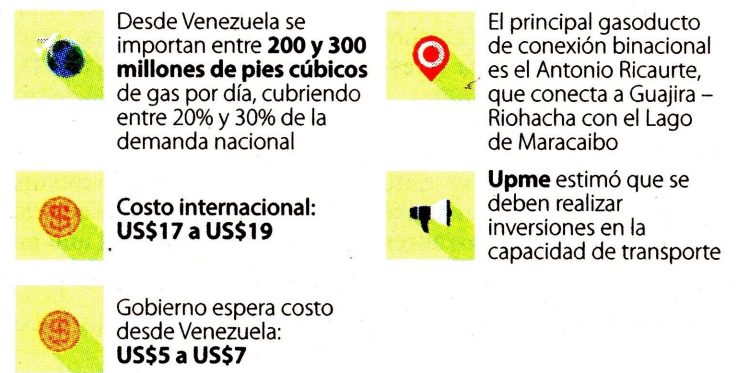 Desde Venezuela se
importan entre 200 y 300
millones de pies cúbicos
de gas por día, cubriendo
entre 20% y 30% de la
demanda nacional
Costo internacional:
US$17 a US$19
Gobierno espera costo
desde Venezuela:
US$5 a US$7
El principal gasoducto
de conexión binacional
es el Antonio Ricaurte,
que conecta a Guajira –
Riohacha con el Lago
de Maracaibo
Upme estimó que se
deben realizar
inversiones en la
capacidad de transporte